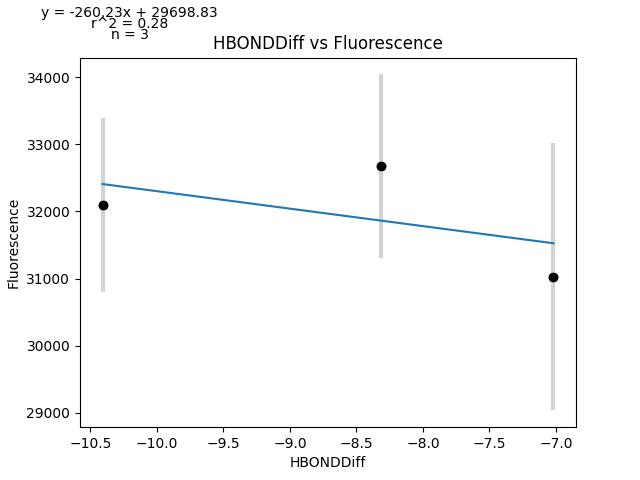 y = -260.23x + 29698.83
r^2 = 0.28
n = 3
HBONDDiff vs Fluorescence
34000
33000
32000
31000
30000
29000
Fluorescence
−10.5 −10.0 −9.5 −9.0 −8.5 −8.0 −7.5 −7.0
HBONDDiff